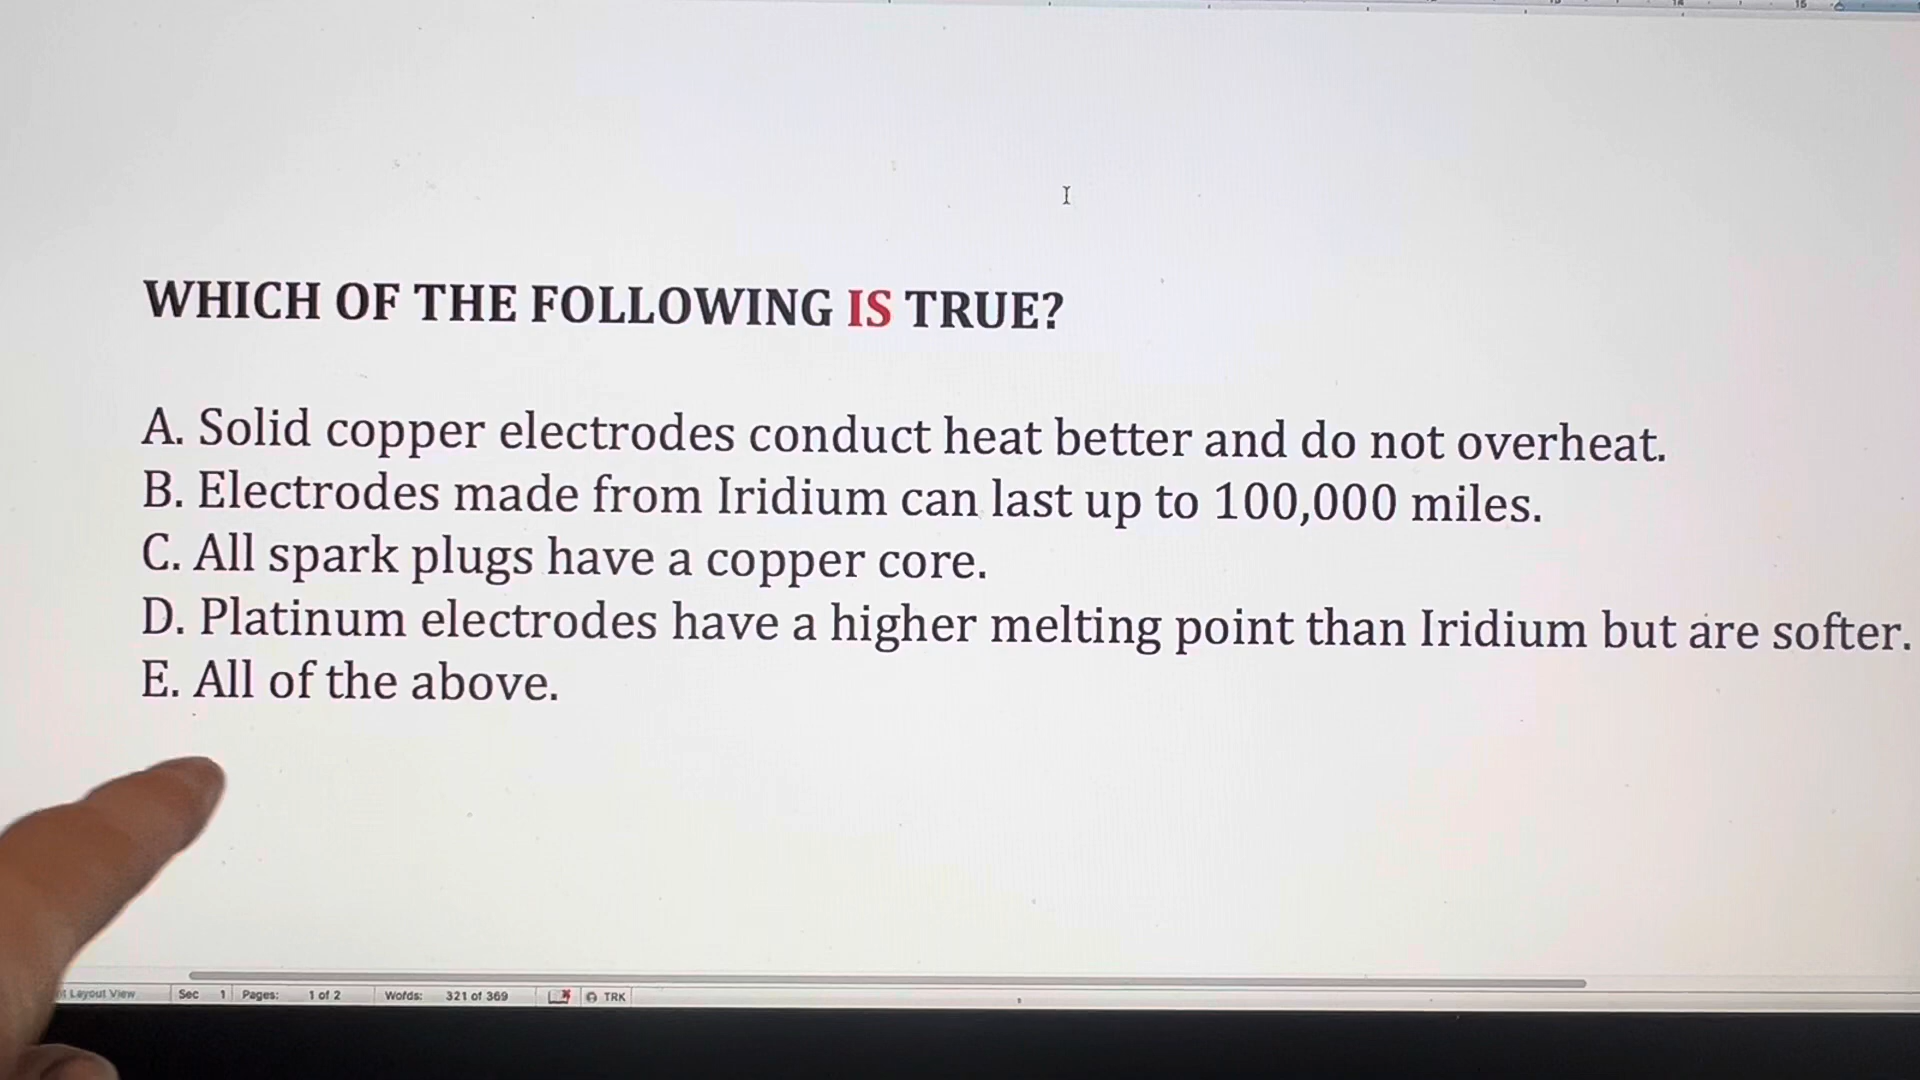 15
WHICH OF THE FOLLOWING IS TRUE?
A. Solid copper electrodes conduct heat better and do not overheat.
B. Electrodes made from Iridium can last up to 100,000 miles.
C. All spark plugs have a copper core.
D. Platinum electrodes have a higher melting point than Iridium but are softer.
E. All of the above.
Layout View Sec 1 Pages: 1 of 2 Words: 321 of 369 TRK